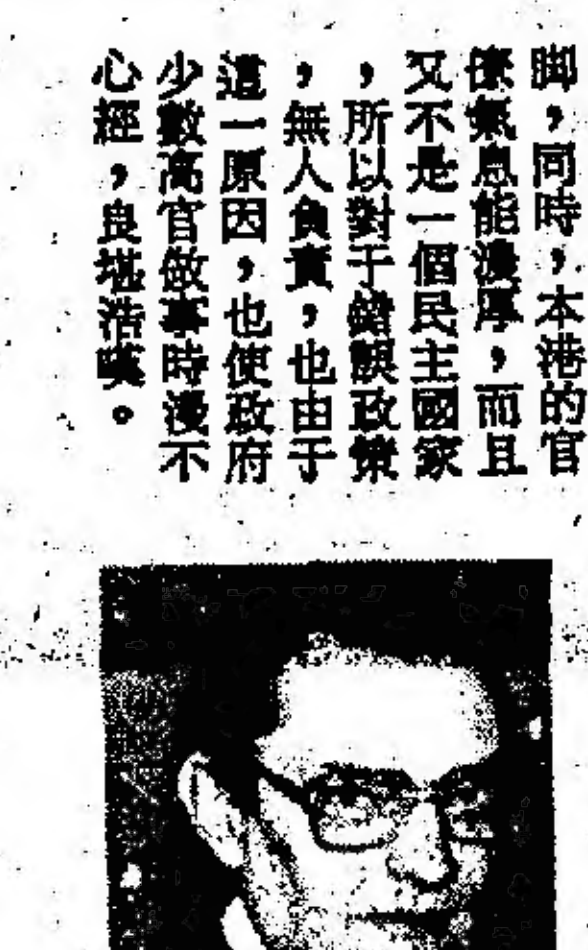 脚，同時，本港的官
僚氣息能濃厚，而且
又不是一個民主國家
，所以對于錯誤政策
，無人負責，也由于
這一原因，也使政府
少數高官做事時漫不
心經，良堪浩嘆。